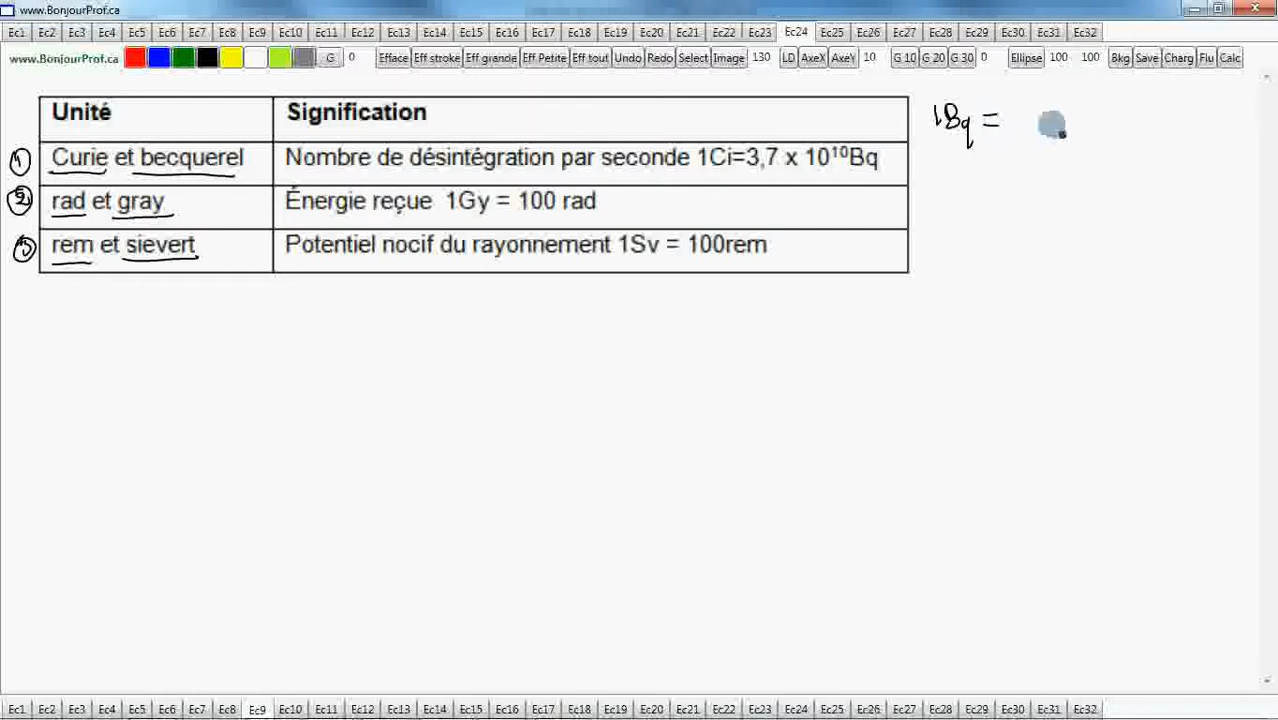 www.BonjourProf.ca
Ec1 Ec2 Ec3 Ec4 Ec5 Ec6 Ec7 Ec8 Ec9 Ec10 Ec11 Ec12 Ec13 Ec14 Ec15 Ec16 Ec17 Ec18 Ec19 Ec20 Ec21 Ec22 Ec23 Ec24 Ec25 Ec26 Ec27 Ec28 Ec29 Ec30 Ec31 Ec32
www.BonjourProf.ca G 0 Efface Eff stroke Eff grande Eff Petite Eff tout Undo Redo Select Image 130 LD AxeX AxeY 10 G 10 G 20 G 30 0 Ellipse 100 100 Bkg Save Charg Flu Calc
Unité Signification
1Bq =
1 Curie et becquerel Nombre de désintégration par seconde 1Ci=3,7 x 10¹⁰Bq
2 rad et gray Énergie reçue 1Gy = 100 rad
rem et sievert Potentiel nocif du rayonnement 1Sv = 100rem
Ec1 Ec2 Ec3 Ec4 Ec5 Ec6 Ec7 Ec8 Ec9 Ec10 Ec11 Ec12 Ec13 Ec14 Ec15 Ec16 Ec17 Ec18 Ec19 Ec20 Ec21 Ec22 Ec23 Ec24 Ec25 Ec26 Ec27 Ec28 Ec29 Ec30 Ec31 Ec32